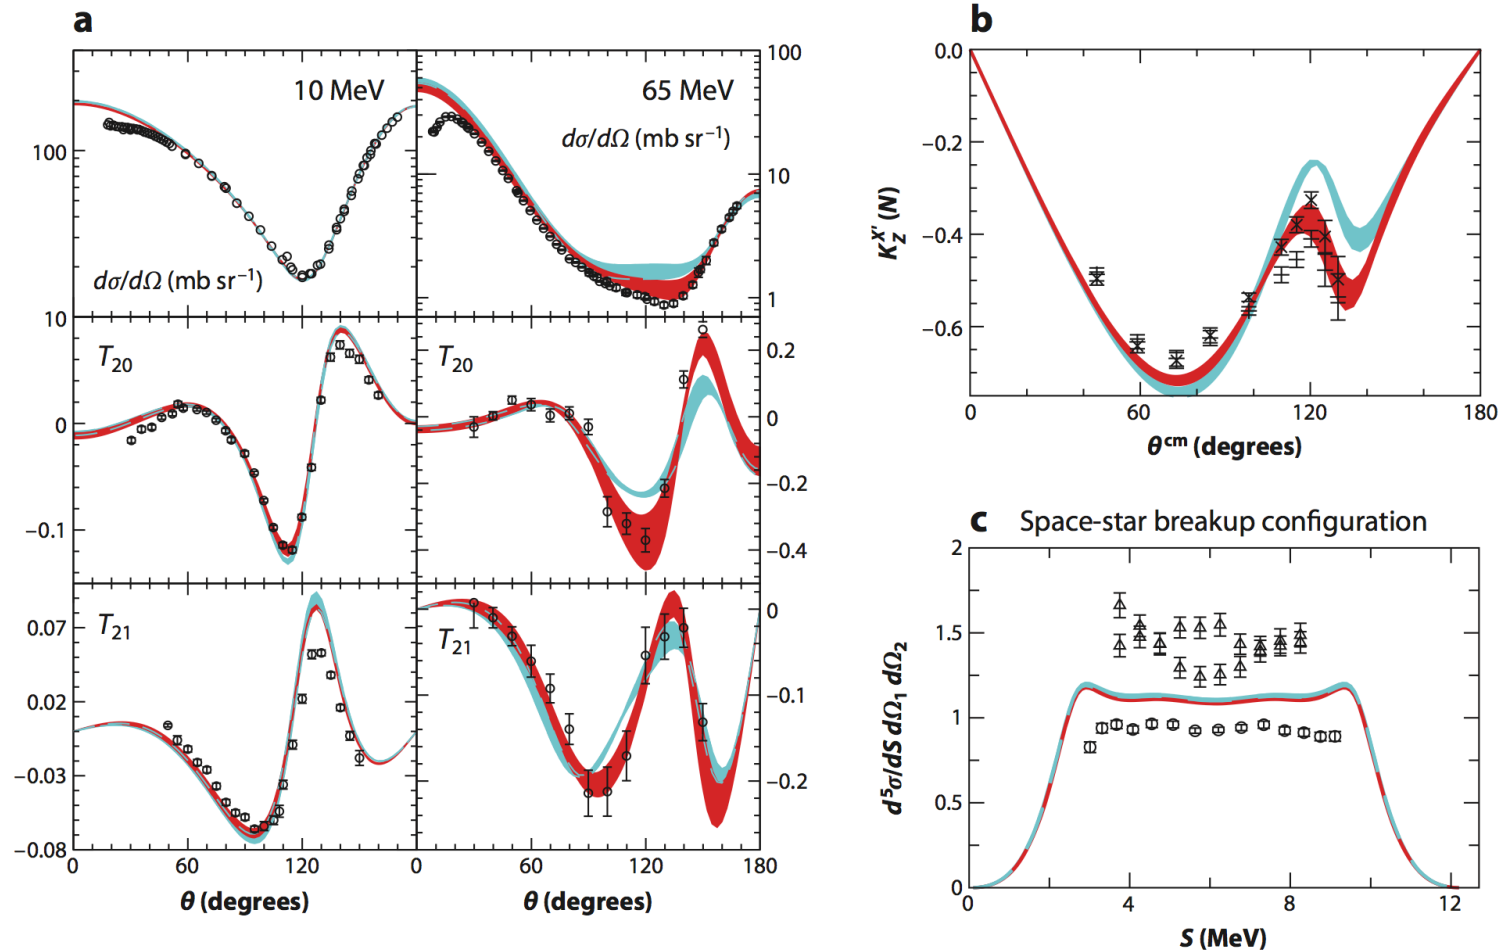 a
10 MeV
dσ/dΩ (mb sr⁻¹)
100
10
65 MeV
dσ/dΩ (mb sr⁻¹)
100
10
1
T₂₀
0
−0.1
T₂₀
0.2
0
−0.2
−0.4
T₂₁
0.07
0.02
−0.03
−0.08
T₂₁
0
−0.1
−0.2
0 60 120 0 60 120 180
θ (degrees) θ (degrees)
b
0.0
−0.2
−0.4
−0.6
K_Z^X' (N)
0 60 120 180
θ^cm (degrees)
c Space-star breakup configuration
2
1.5
1
0.5
0
d⁵σ/dS dΩ₁ dΩ₂
0 4 8 12
S (MeV)